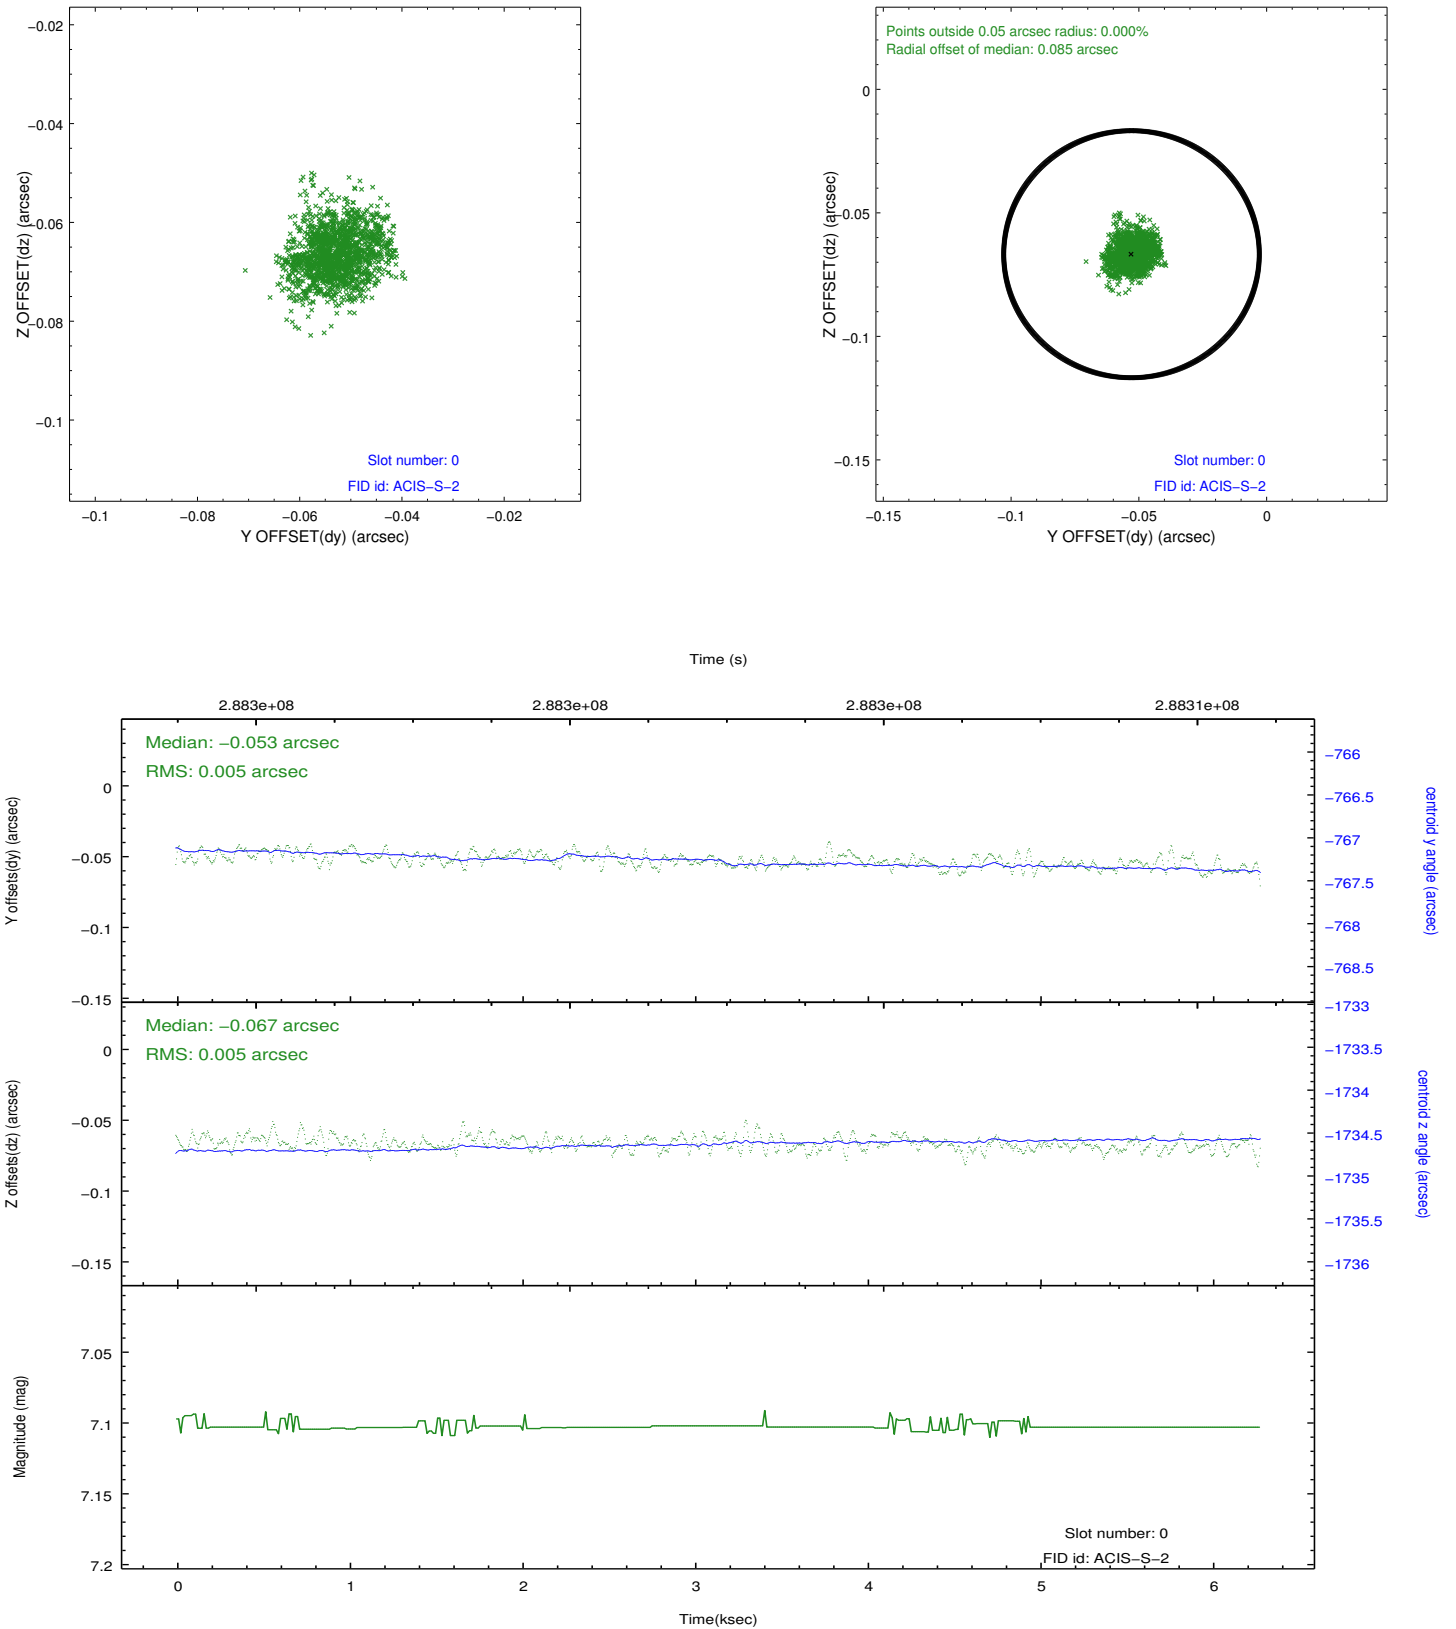 −0.02
−0.04
−0.06
−0.08
−0.1
Z OFFSET(dz) (arcsec)
Slot number: 0
FID id: ACIS−S−2
−0.1 −0.08 −0.06 −0.04 −0.02
Y OFFSET(dy) (arcsec)
Points outside 0.05 arcsec radius: 0.000%
Radial offset of median: 0.085 arcsec
0
−0.05
−0.1
−0.15
Z OFFSET(dz) (arcsec)
Slot number: 0
FID id: ACIS−S−2
−0.15 −0.1 −0.05 0
Y OFFSET(dy) (arcsec)
Time (s)
2.883e+08 2.883e+08 2.883e+08 2.8831e+08
Median: −0.053 arcsec
RMS: 0.005 arcsec
0
−0.05
−0.1
−0.15
Y offsets(dy) (arcsec)
−766
−766.5
−767
−767.5
−768
−768.5
centroid y angle (arcsec)
Median: −0.067 arcsec
RMS: 0.005 arcsec
0
−0.05
−0.1
−0.15
Z offsets(dz) (arcsec)
−1733
−1733.5
−1734
−1734.5
−1735
−1735.5
−1736
centroid z angle (arcsec)
7.05
7.1
7.15
7.2
Magnitude (mag)
Slot number: 0
FID id: ACIS−S−2
0 1 2 3 4 5 6
Time(ksec)